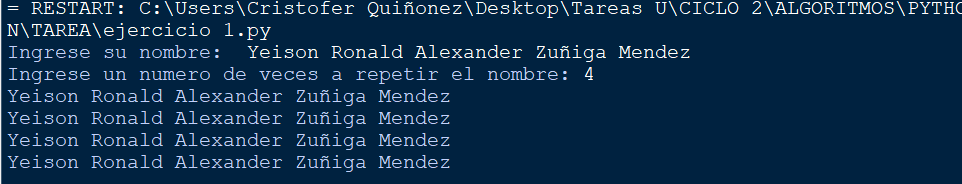 = RESTART: C:\Users\Cristofer Quiñonez\Desktop\Tareas U\CICLO 2\ALGORITMOS\PYTHO
N\TAREA\ejercicio 1.py
Ingrese su nombre:  Yeison Ronald Alexander Zuñiga Mendez
Ingrese un numero de veces a repetir el nombre: 4
Yeison Ronald Alexander Zuñiga Mendez
Yeison Ronald Alexander Zuñiga Mendez
Yeison Ronald Alexander Zuñiga Mendez
Yeison Ronald Alexander Zuñiga Mendez